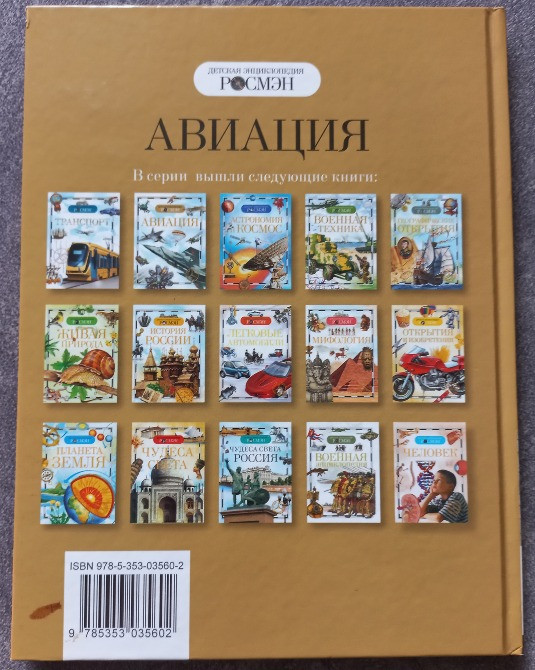 ДЕТСКАЯ ЭНЦИКЛОПЕДИЯ
РОСМЭН
АВИАЦИЯ
В серии вышли следующие книги:
ТРАНСПОРТ
АВИАЦИЯ
АСТРОНОМИЯ
КОСМОС
ВОЕННАЯ
ТЕХНИКА
ОТКРЫТИЯ
ЖИВАЯ
ПРИРОДА
ИСТОРИЯ
РОССИИ
ЛЕГКОВЫЕ
АВТОМОБИЛИ
МИФОЛОГИЯ
ОТКРЫТИЯ
И ИЗОБРЕТЕНИЯ
ПЛАНЕТА
ЗЕМЛЯ
ЧУДЕСА
СВЕТА
ЧУДЕСА СВЕТА
РОССИЯ
ВОЕННАЯ
ЧЕЛОВЕК
ISBN 978-5-353-03560-2
9 785353 035602